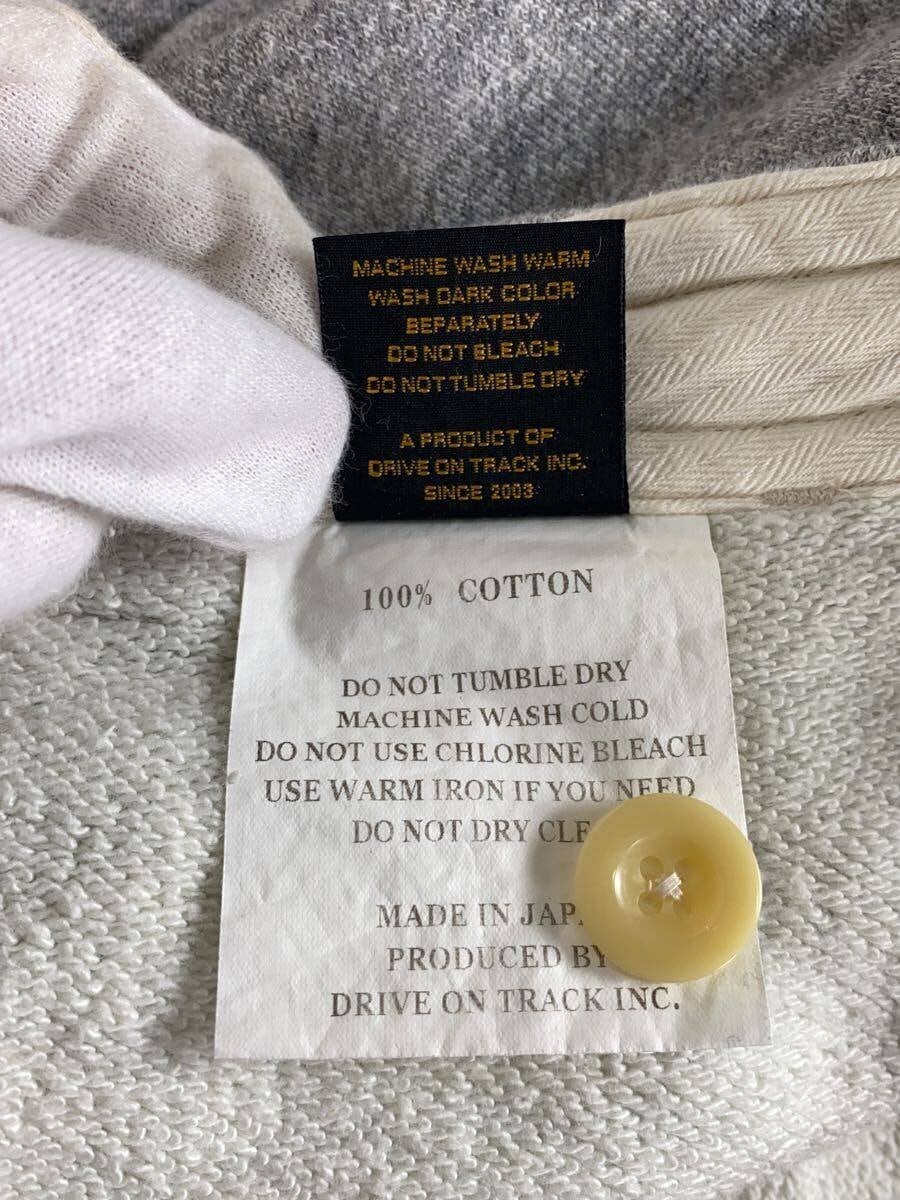 MACHINE WASH WARM
WASH DARK COLOR
SEPARATELY
DO NOT BLEACH
DO NOT TUMBLE DRY
A PRODUCT OF
DRIVE ON TRACK INC.
SINCE 2003
100% COTTON
DO NOT TUMBLE DRY
MACHINE WASH COLD
DO NOT USE CHLORINE BLEACH
USE WARM IRON IF YOU NEED
DO NOT DRY
MADE IN
PRODUCED BY
DRIVE ON TRACK INC.